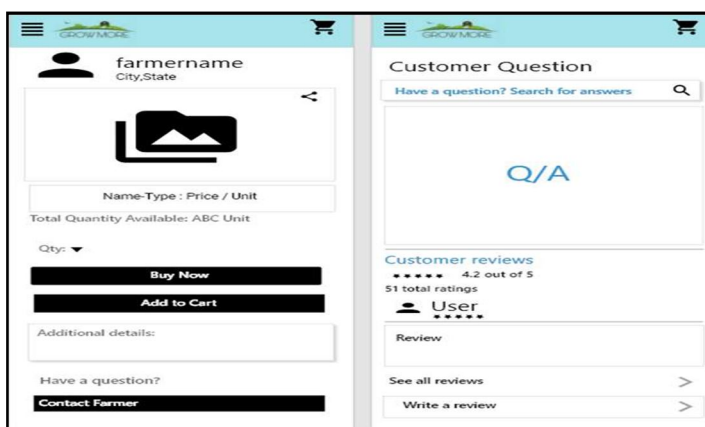 GROW MORE
farmername
City,State
Name-Type : Price / Unit
Total Quantity Available: ABC Unit
Qty:
Buy Now
Add to Cart
Additional details:
Have a question?
Contact Farmer
GROW MORE
Customer Question
Have a question? Search for answers
Q/A
Customer reviews
4.2 out of 5
51 total ratings
User
Review
See all reviews
Write a review